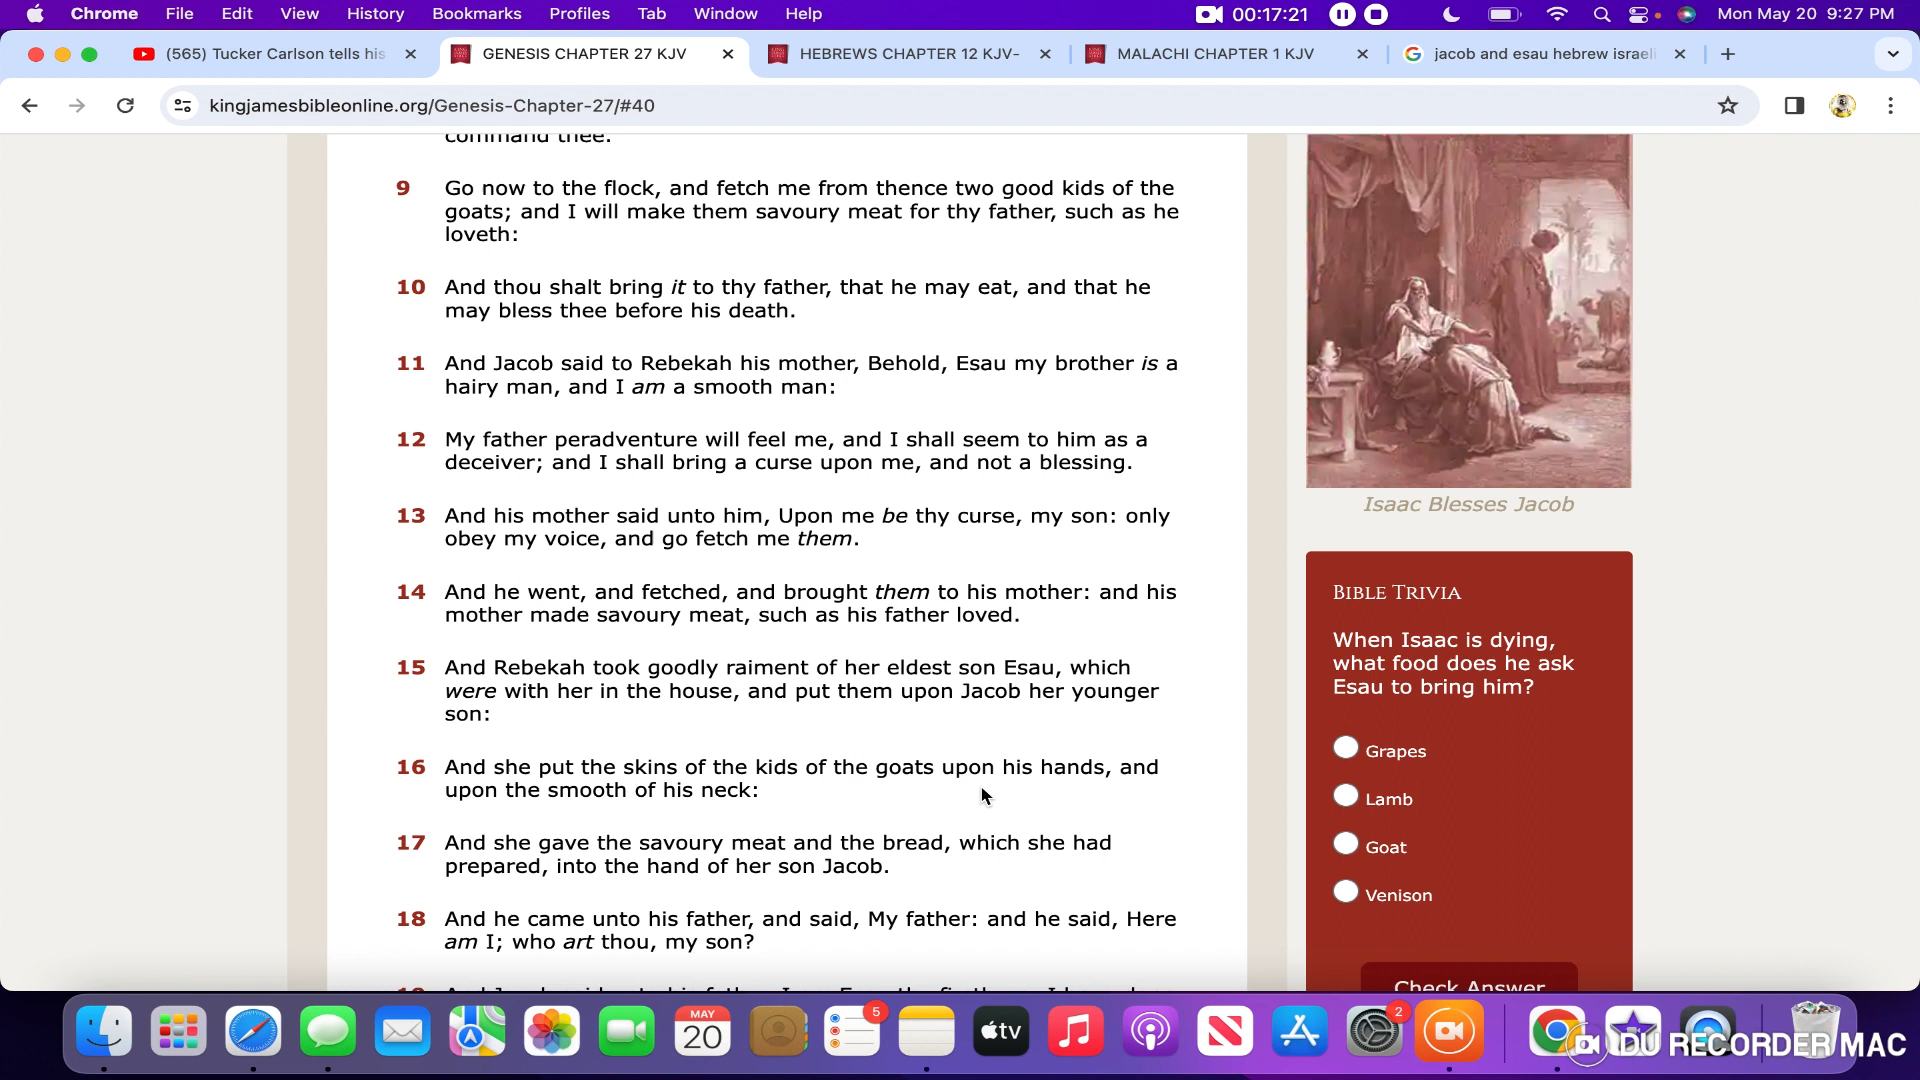 Chrome File Edit View History Bookmarks Profiles Tab Window Help 00:17:21 Mon May 20 9:27 PM
(565) Tucker Carlson tells his GENESIS CHAPTER 27 KJV HEBREWS CHAPTER 12 KJV- MALACHI CHAPTER 1 KJV jacob and esau hebrew israeli
kingjamesbibleonline.org/Genesis-Chapter-27/#40
command thee.
9 Go now to the flock, and fetch me from thence two good kids of the
goats; and I will make them savoury meat for thy father, such as he
loveth:
10 And thou shalt bring it to thy father, that he may eat, and that he
may bless thee before his death.
11 And Jacob said to Rebekah his mother, Behold, Esau my brother is a
hairy man, and I am a smooth man:
12 My father peradventure will feel me, and I shall seem to him as a
deceiver; and I shall bring a curse upon me, and not a blessing.
13 And his mother said unto him, Upon me be thy curse, my son: only
obey my voice, and go fetch me them.
14 And he went, and fetched, and brought them to his mother: and his
mother made savoury meat, such as his father loved.
15 And Rebekah took goodly raiment of her eldest son Esau, which
were with her in the house, and put them upon Jacob her younger
son:
16 And she put the skins of the kids of the goats upon his hands, and
upon the smooth of his neck:
17 And she gave the savoury meat and the bread, which she had
prepared, into the hand of her son Jacob.
18 And he came unto his father, and said, My father: and he said, Here
am I; who art thou, my son?
Isaac Blesses Jacob
BIBLE TRIVIA
When Isaac is dying,
what food does he ask
Esau to bring him?
Grapes
Lamb
Goat
Venison
Check Answer
MAY
20
5
tv
2
DU RECORDER MAC